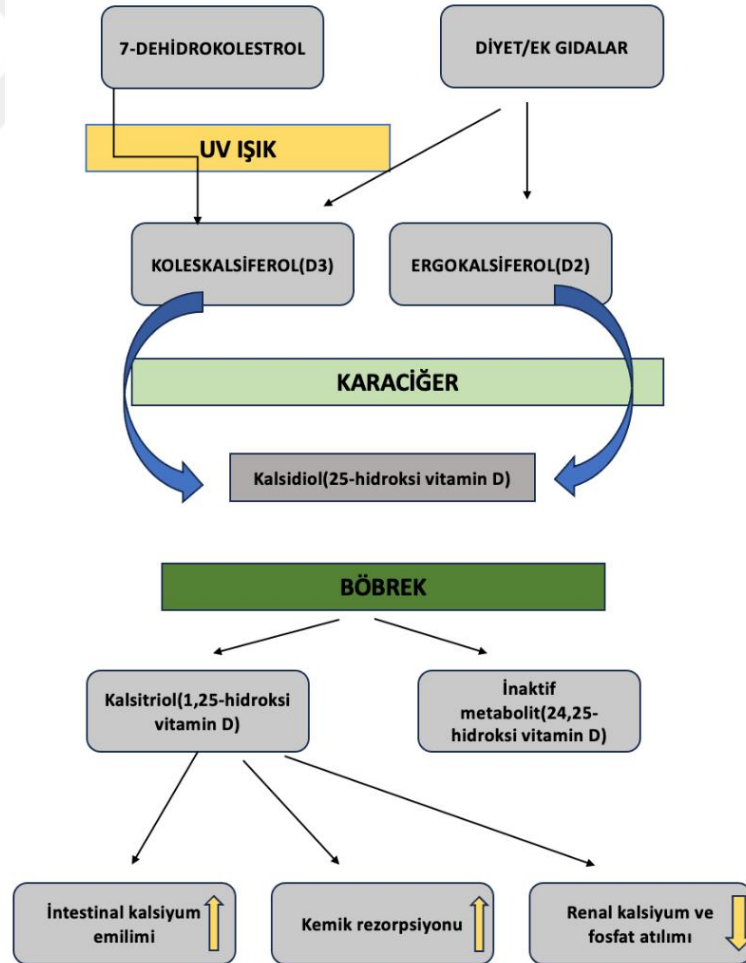 7-DEHİDROKOLESTROL
DİYET/EK GIDALAR
UV IŞIK
KOLESKALSİFEROL(D3)
ERGOKALSİFEROL(D2)
KARACİĞER
Kalsidiol(25-hidroksi vitamin D)
BÖBREK
Kalsitriol(1,25-hidroksi
vitamin D)
İnaktif
metabolit(24,25-
hidroksi vitamin D)
İntestinal kalsiyum
emilimi
Kemik rezorpsiyonu
Renal kalsiyum ve
fosfat atılımı